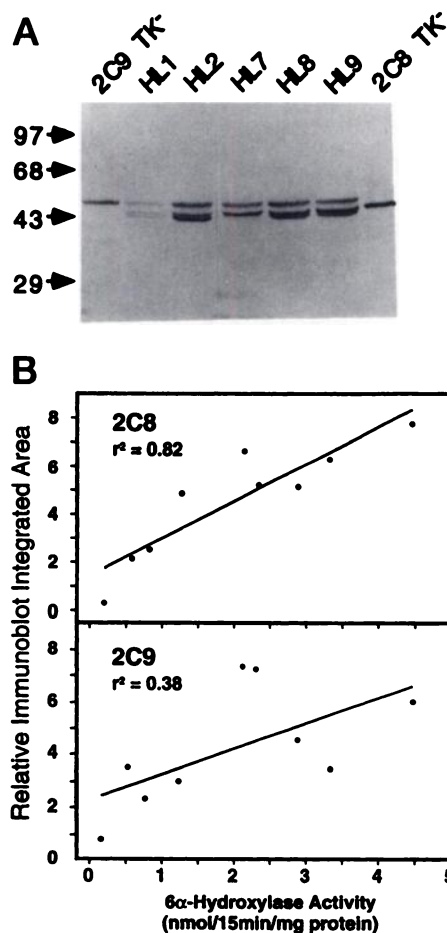 A
2C9 TK-
HL1
HL2
HL7
HL8
HL9
2C8 TK-
97
68
43
29
B
2C8
r² = 0.82
8
6
4
2
0
2C9
r² = 0.38
8
6
4
2
0
Relative Immunoblot Integrated Area
0 1 2 3 4 5
6α-Hydroxylase Activity
(nmol/15min/mg protein)